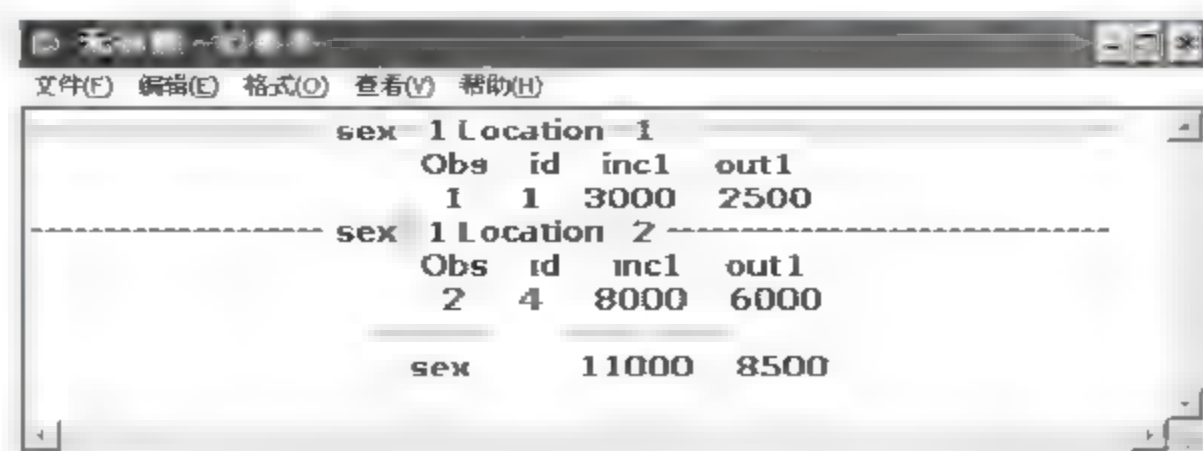 文件(F) 编辑(E) 格式(O) 查看(V) 帮助(H)
sex 1 Location 1
Obs id inc1 out1
1 1 3000 2500
---------------------- sex 1 Location 2 ---------------------------------
Obs id inc1 out1
2 4 8000 6000
sex 11000 8500